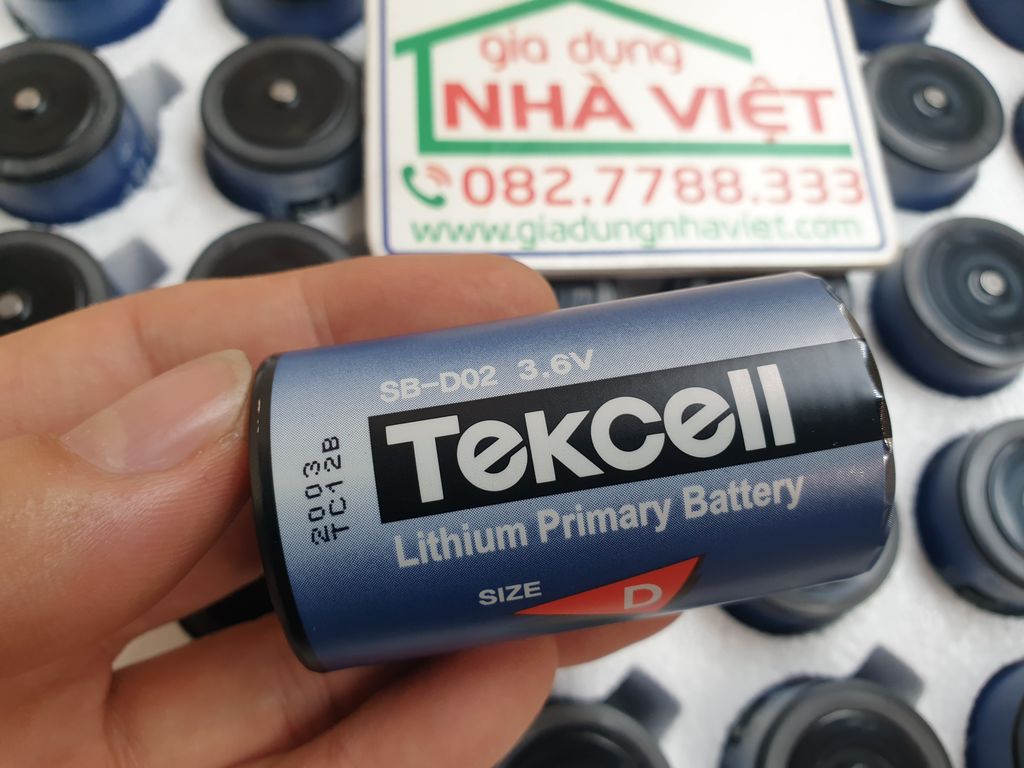 gia dụng
NHÀ VIỆT
082.7788.333
www.giadungnhaviet.com
SB-D02 3.6V
Tekcell
Lithium Primary Battery
SIZE D
2003
TC12B